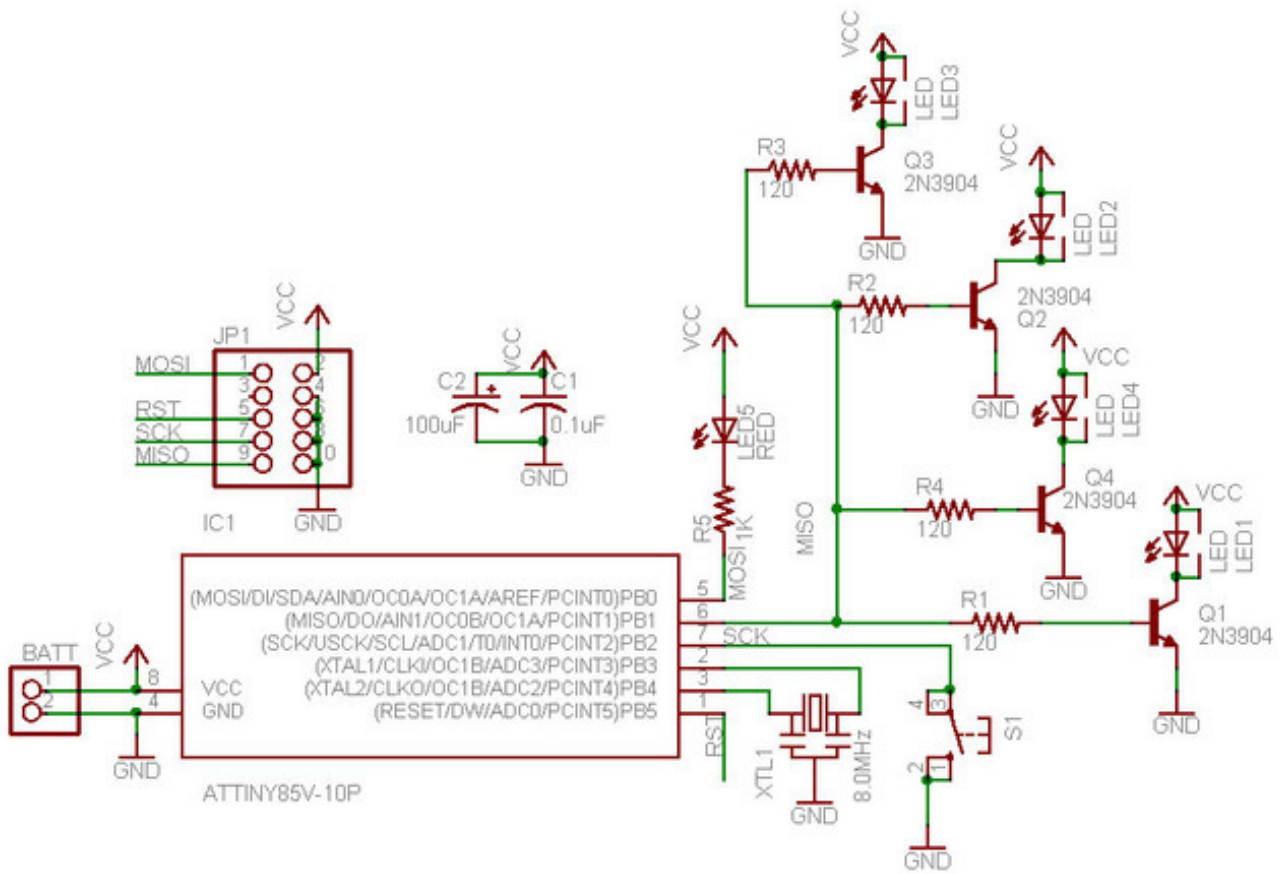 VCC
LED
LED3
R3
120
Q3
2N3904
GND
VCC
LED
LED2
R2
120
2N3904
Q2
GND
VCC
JP1
MOSI
1
2
3
4
RST
5
SCK
7
MISO
9
0
GND
VCC
C2
+
C1
100uF
0.1uF
GND
VCC
LED5
RED
R5
1K
MOSI
MISO
VCC
LED
LED4
R4
120
Q4
2N3904
GND
VCC
LED
LED1
R1
120
Q1
2N3904
GND
IC1
(MOSI/DI/SDA/AIN0/OC0A/OC1A/AREF/PCINT0)PB0
5
(MISO/DO/AIN1/OC0B/OC1A/PCINT1)PB1
6
(SCK/USCK/SCL/ADC1/T0/INT0/PCINT2)PB2
7
SCK
(XTAL1/CLKI/OC1B/ADC3/PCINT3)PB3
2
(XTAL2/CLKO/OC1B/ADC2/PCINT4)PB4
3
(RESET/DW/ADC0/PCINT5)PB5
1
RST
BATT
1
2
VCC
8
VCC
4
GND
GND
ATTINY85V-10P
XTL1
8.0MHz
GND
4
3
S1
2
1
GND